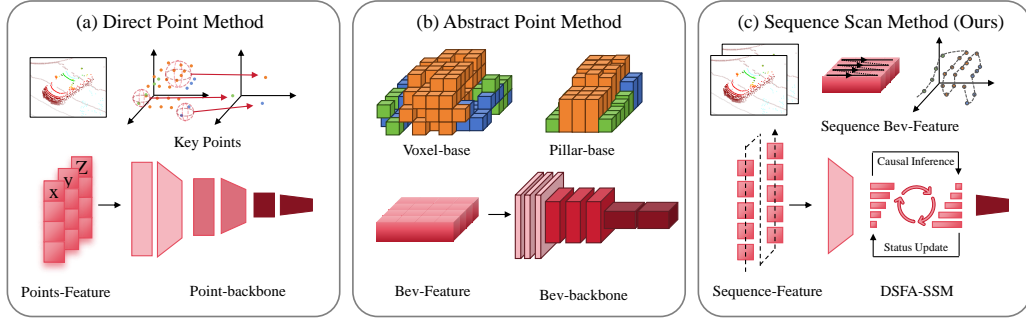 (a) Direct Point Method
Key Points
x
y
Z
Points-Feature
Point-backbone
(b) Abstract Point Method
Voxel-base
Pillar-base
Bev-Feature
Bev-backbone
(c) Sequence Scan Method (Ours)
Sequence Bev-Feature
Causal Inference
Status Update
Sequence-Feature
DSFA-SSM